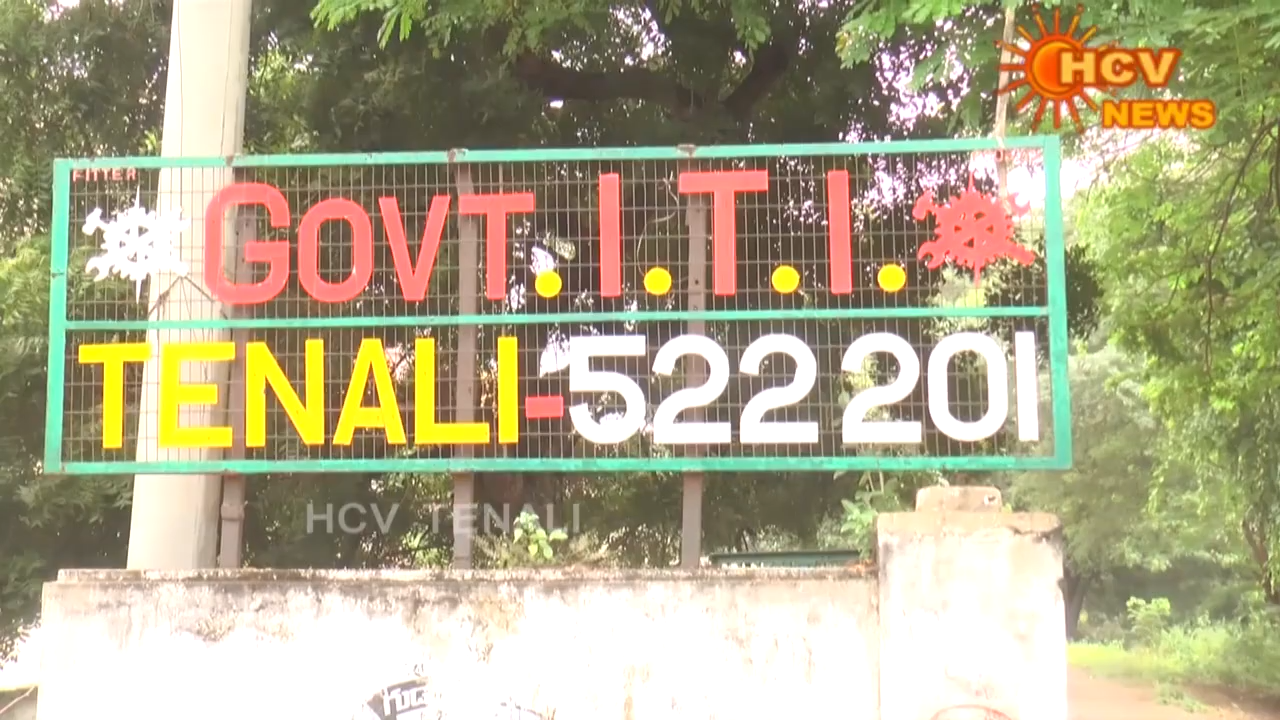 HCV
NEWS
FITTER
GOVT.I.T.I.
TENALI-522201
HCV TENALI